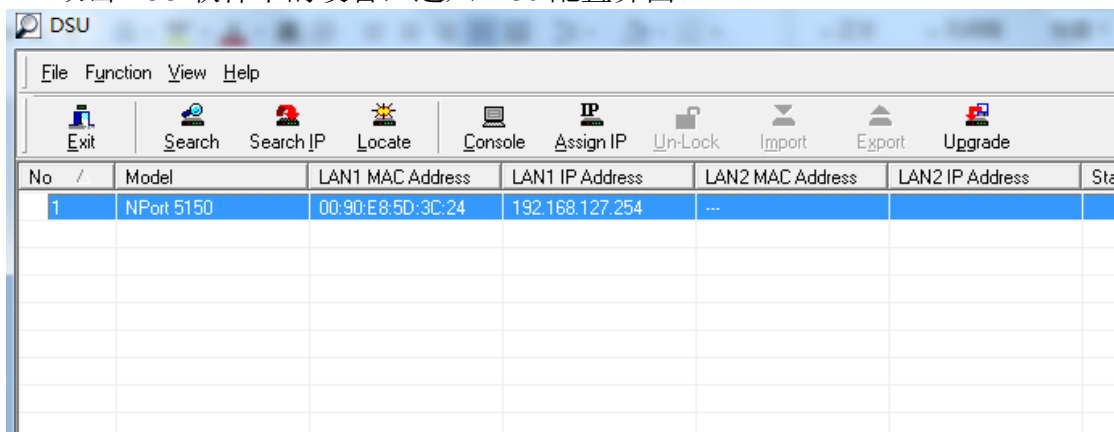 DSU
File Function View Help
Exit Search Search IP Locate Console Assign IP Un-Lock Import Export Upgrade
No Model LAN1 MAC Address LAN1 IP Address LAN2 MAC Address LAN2 IP Address
1 NPort 5150 00:90:E8:5D:3C:24 192.168.127.254 ---